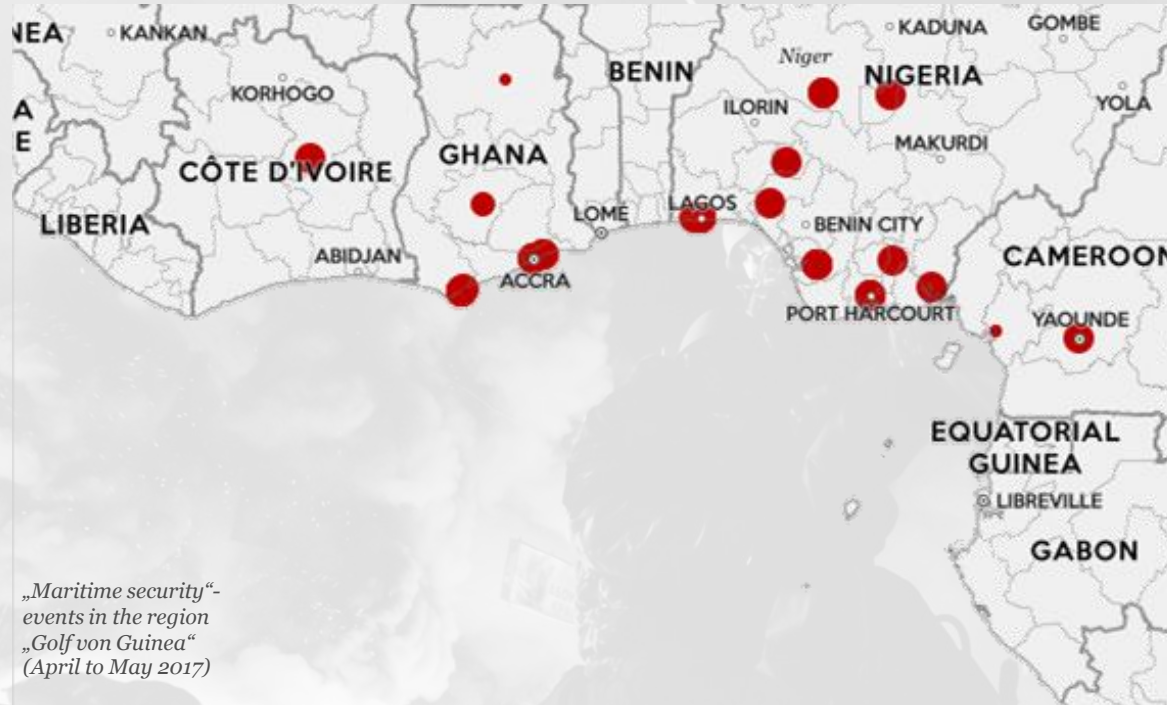 NEA
KANKAN
KADUNA
GOMBE
Niger
BENIN
NIGERIA
KORHOGO
ILORIN
YOLA
A
E
MAKURDI
GHANA
CÔTE D'IVOIRE
LIBERIA
LOME
LAGOS
BENIN CITY
ABIDJAN
CAMEROON
ACCRA
PORT HARCOURT
YAOUNDE
EQUATORIAL
GUINEA
LIBREVILLE
GABON
„Maritime security“-
events in the region
„Golf von Guinea“
(April to May 2017)